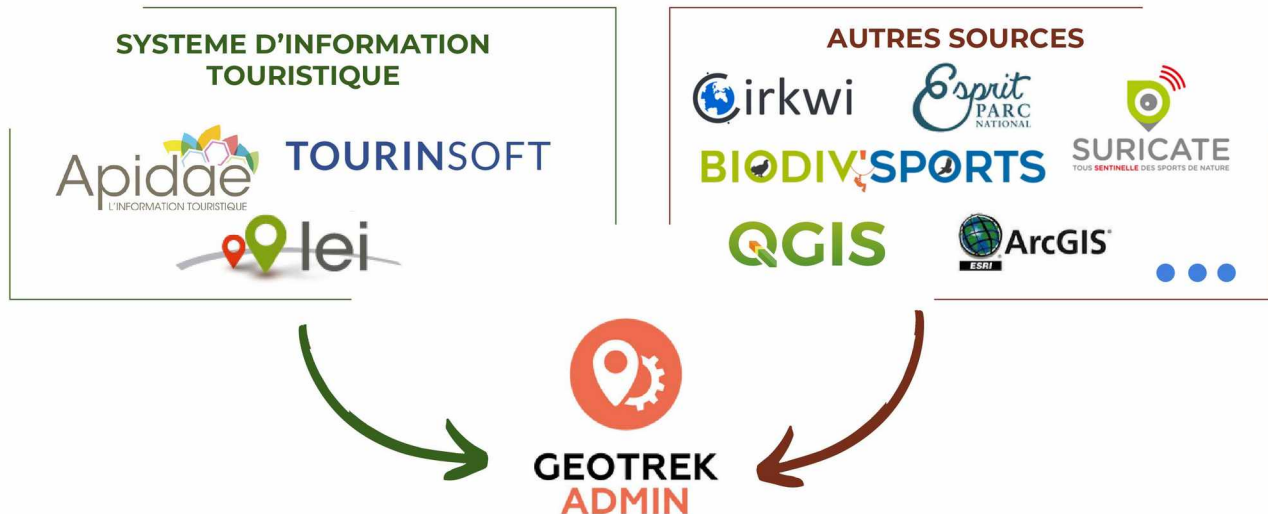 SYSTEME D'INFORMATION
TOURISTIQUE
Apidae
L'INFORMATION TOURISTIQUE
TOURINSOFT
lei
AUTRES SOURCES
Cirkwi
Esprit
PARC
NATIONAL
SURICATE
TOUS SENTINELLE DES SPORTS DE NATURE
BIODIV'SPORTS
QGIS
ESRI
ArcGIS®
GEOTREK
ADMIN